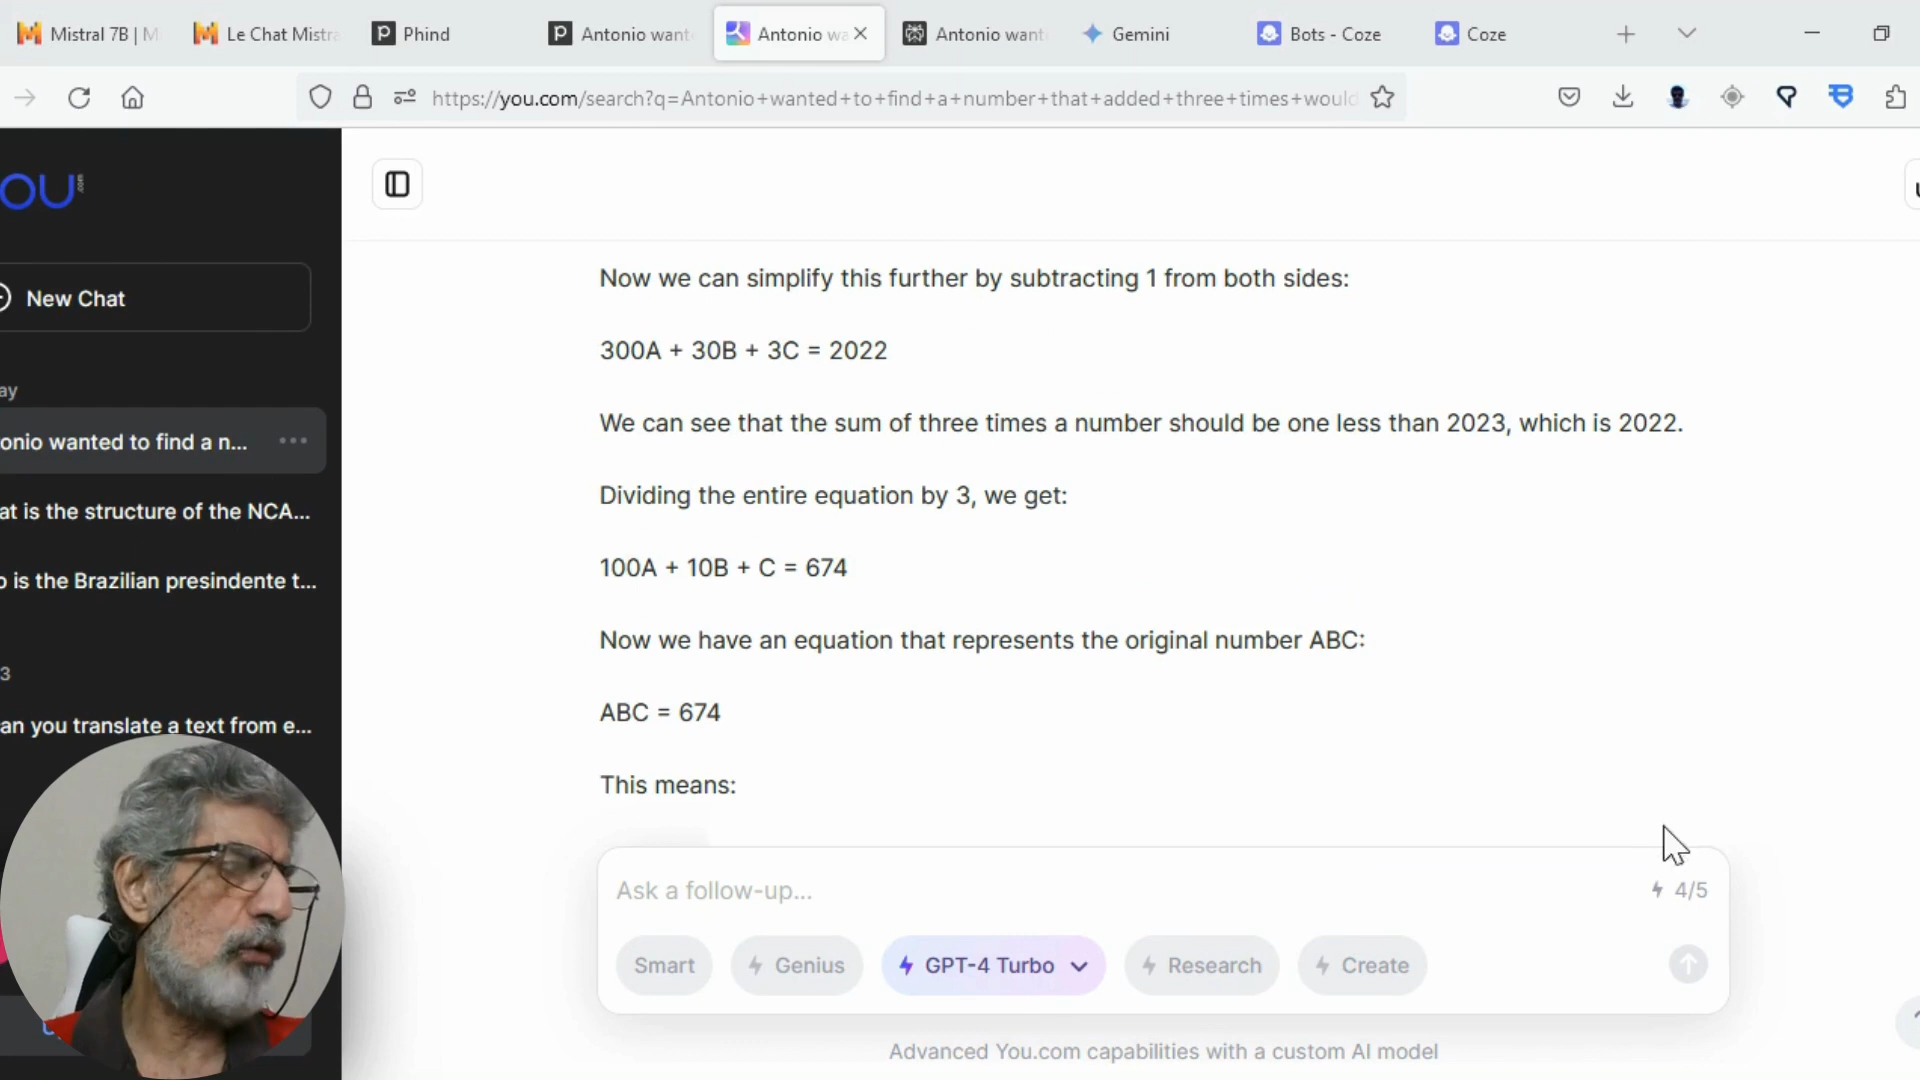 Mistral 7B | M
Le Chat Mistra
Phind
Antonio want
Antonio wa
Antonio want
Gemini
Bots - Coze
Coze
https://you.com/search?q=Antonio+wanted+to+find+a+number+that+added+three+times+would
OU
.com
New Chat
ay
onio wanted to find a n...
at is the structure of the NCA...
o is the Brazilian presindente t...
3
an you translate a text from e...
Now we can simplify this further by subtracting 1 from both sides:
300A + 30B + 3C = 2022
We can see that the sum of three times a number should be one less than 2023, which is 2022.
Dividing the entire equation by 3, we get:
100A + 10B + C = 674
Now we have an equation that represents the original number ABC:
ABC = 674
This means:
Ask a follow-up...
4/5
Smart
Genius
GPT-4 Turbo
Research
Create
Advanced You.com capabilities with a custom AI model